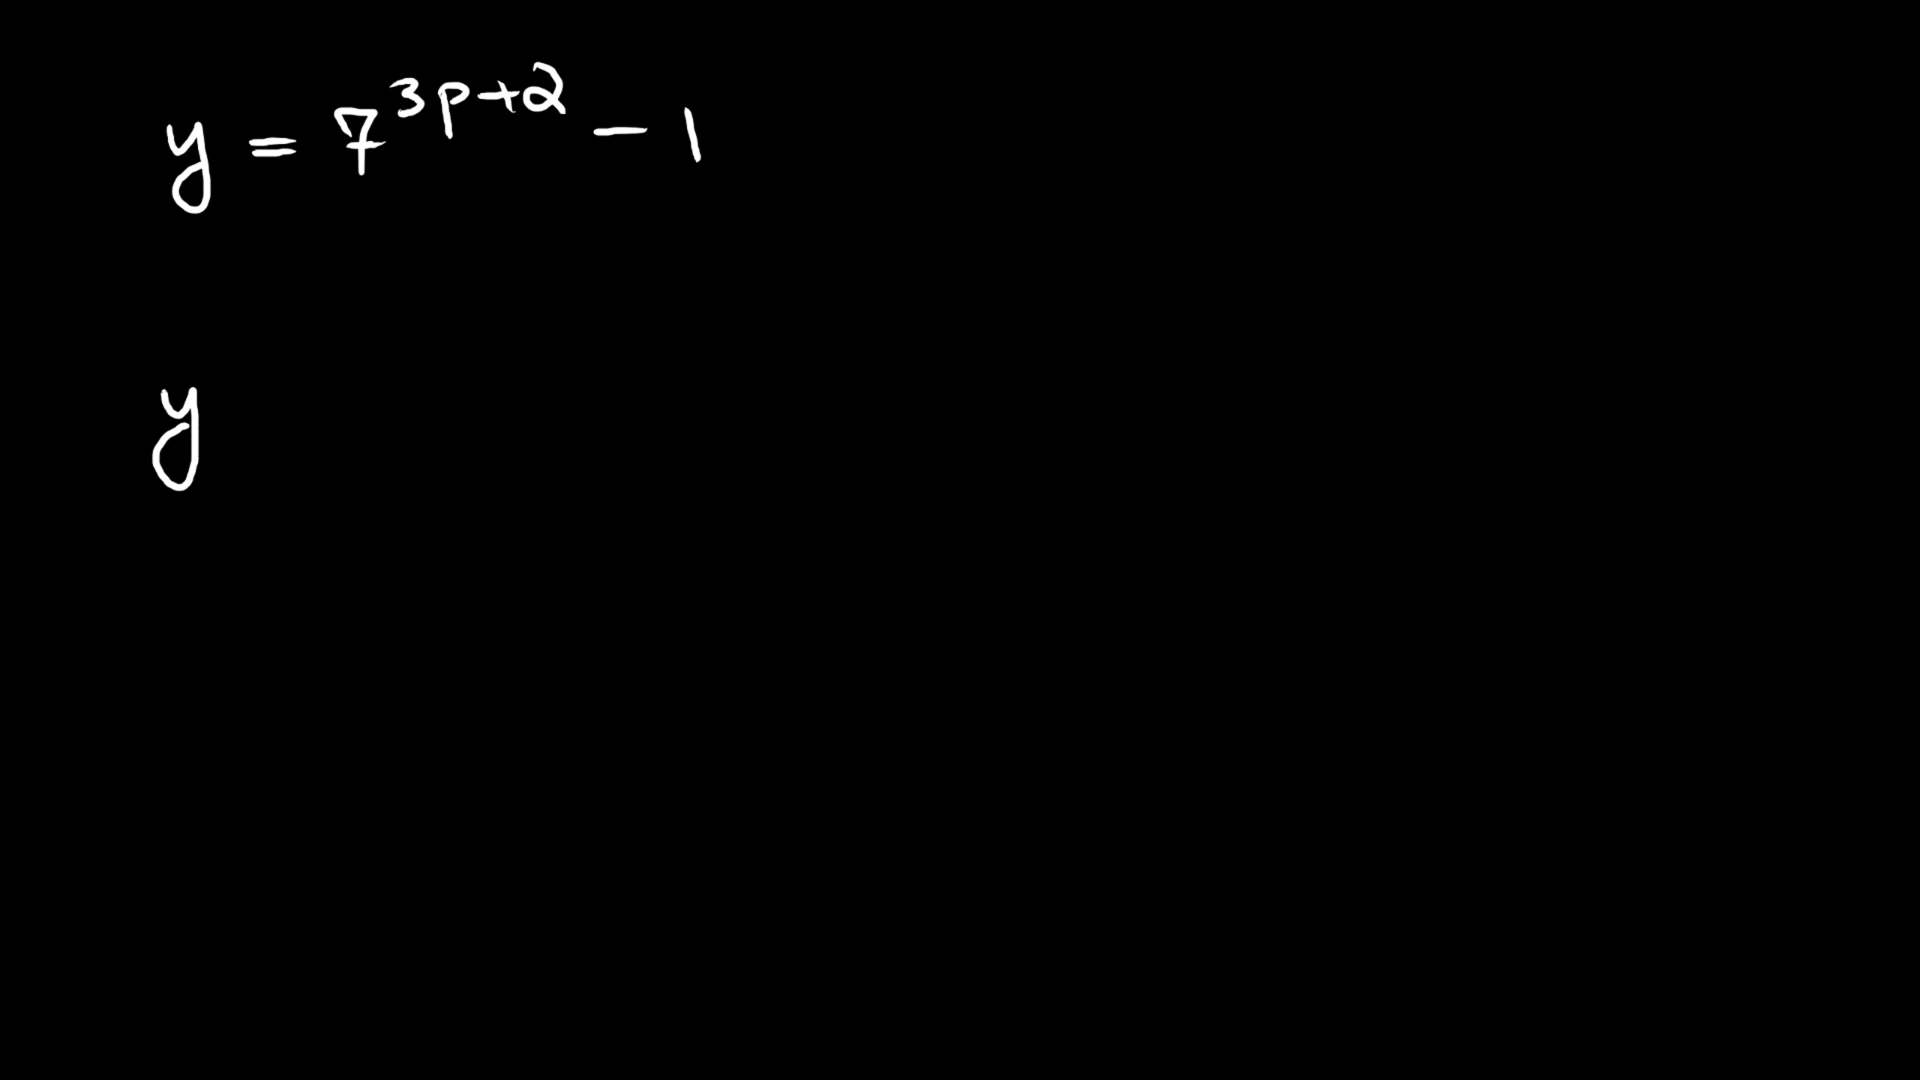 y = 7^{3p+2} - 1
y